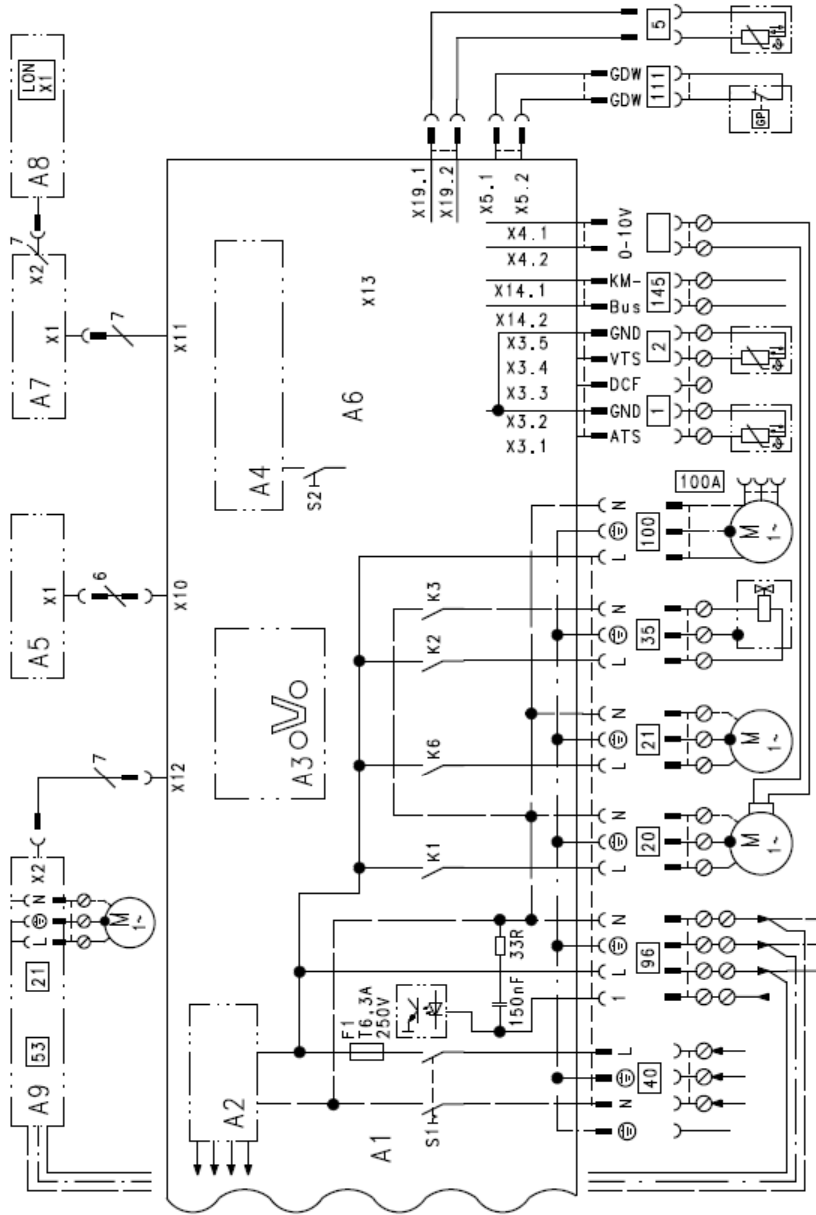 A9
53
21
L
N
X2
M
1~
7
X12
A5
X1
6
X10
A7
X1
X2
7
7
X11
A8
LON
X1
A2
A3
A4
S2
A6
X13
A1
S1
F1
T6,3A
250V
150nF
33R
K1
K6
K2
K3
X3.1
X3.2
X3.3
X3.4
X3.5
X14.2
X14.1
X4.2
X4.1
X5.2
X5.1
X19.2
X19.1
N
L
40
1
L
N
96
L
N
20
L
N
21
L
N
35
L
N
100
100A
ATS
GND
1
DCF
VTS
GND
2
Bus
KM-
145
0-10V
GDW
GDW
111
5
GP
M
1~
M
1~
M
1~